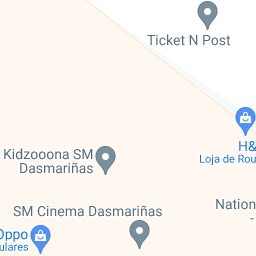 Ticket N Post
H&
Loja de Rou
Kidzooona SM
Dasmariñas
Nation
-
SM Cinema Dasmariñas
Oppo
ulares